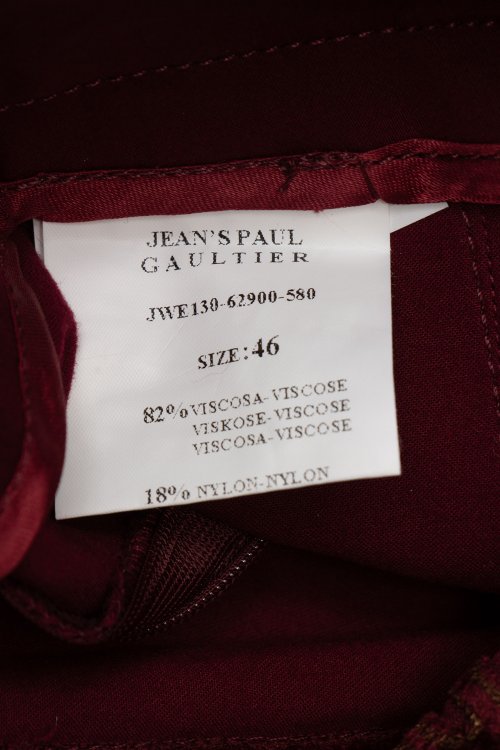 JEAN'S PAUL
GAULTIER
JWE130-62900-580
SIZE:46
82% VISCOSA-VISCOSE
VISKOSE-VISCOSE
VISCOSA-VISCOSE
18% NYLON-NYLON